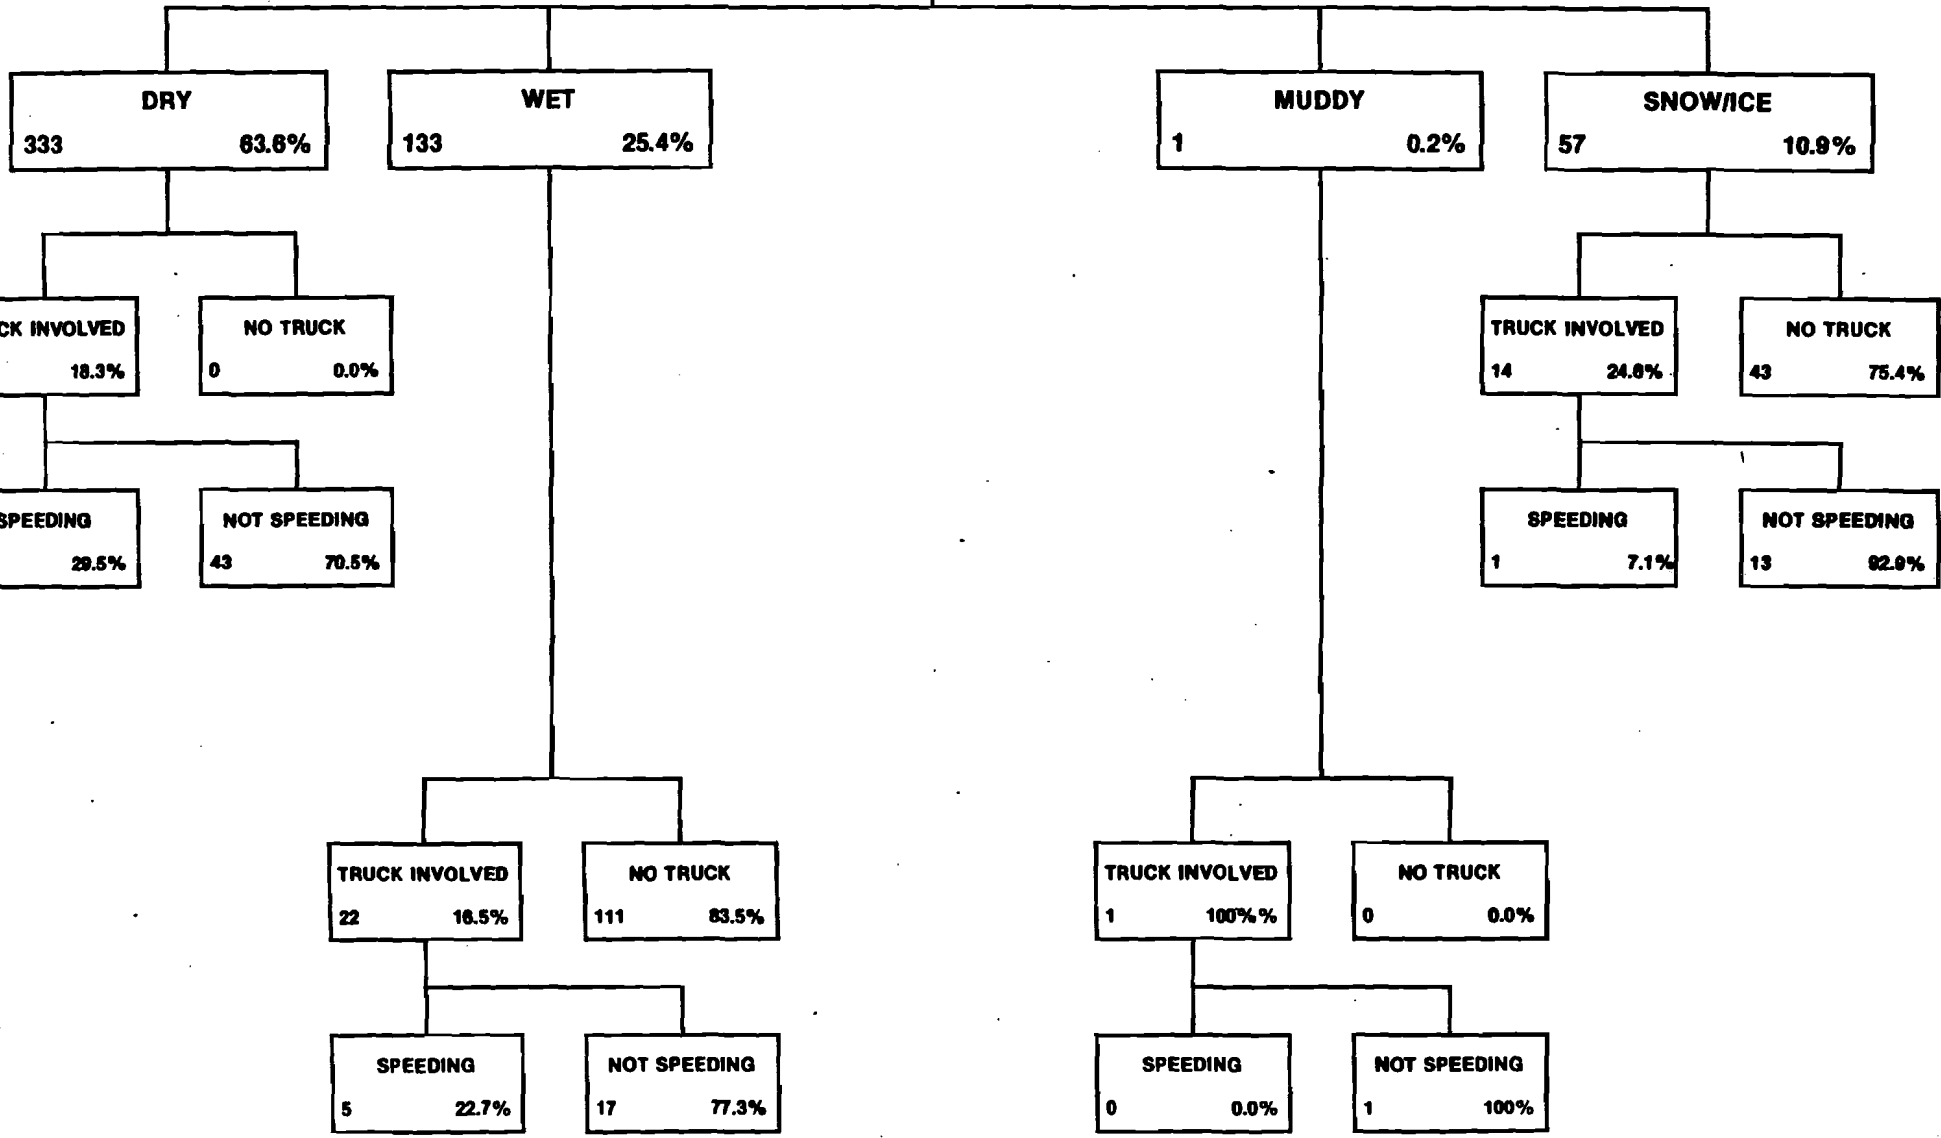 DRY
333 63.6%
WET
133 25.4%
MUDDY
1 0.2%
SNOW/ICE
57 10.9%
CK INVOLVED
18.3%
NO TRUCK
0 0.0%
TRUCK INVOLVED
14 24.6%
NO TRUCK
43 75.4%
SPEEDING
29.5%
NOT SPEEDING
43 70.5%
SPEEDING
1 7.1%
NOT SPEEDING
13 92.9%
TRUCK INVOLVED
22 16.5%
NO TRUCK
111 83.5%
TRUCK INVOLVED
1 100%%
NO TRUCK
0 0.0%
SPEEDING
5 22.7%
NOT SPEEDING
17 77.3%
SPEEDING
0 0.0%
NOT SPEEDING
1 100%